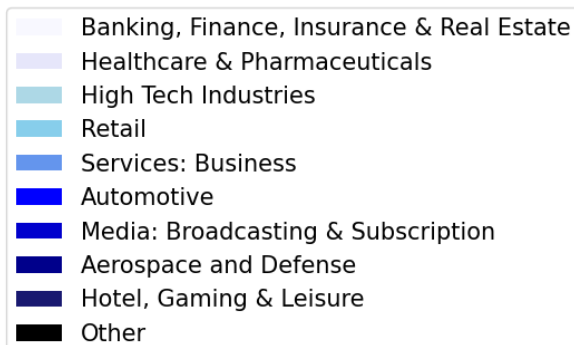 Banking, Finance, Insurance & Real Estate
Healthcare & Pharmaceuticals
High Tech Industries
Retail
Services: Business
Automotive
Media: Broadcasting & Subscription
Aerospace and Defense
Hotel, Gaming & Leisure
Other